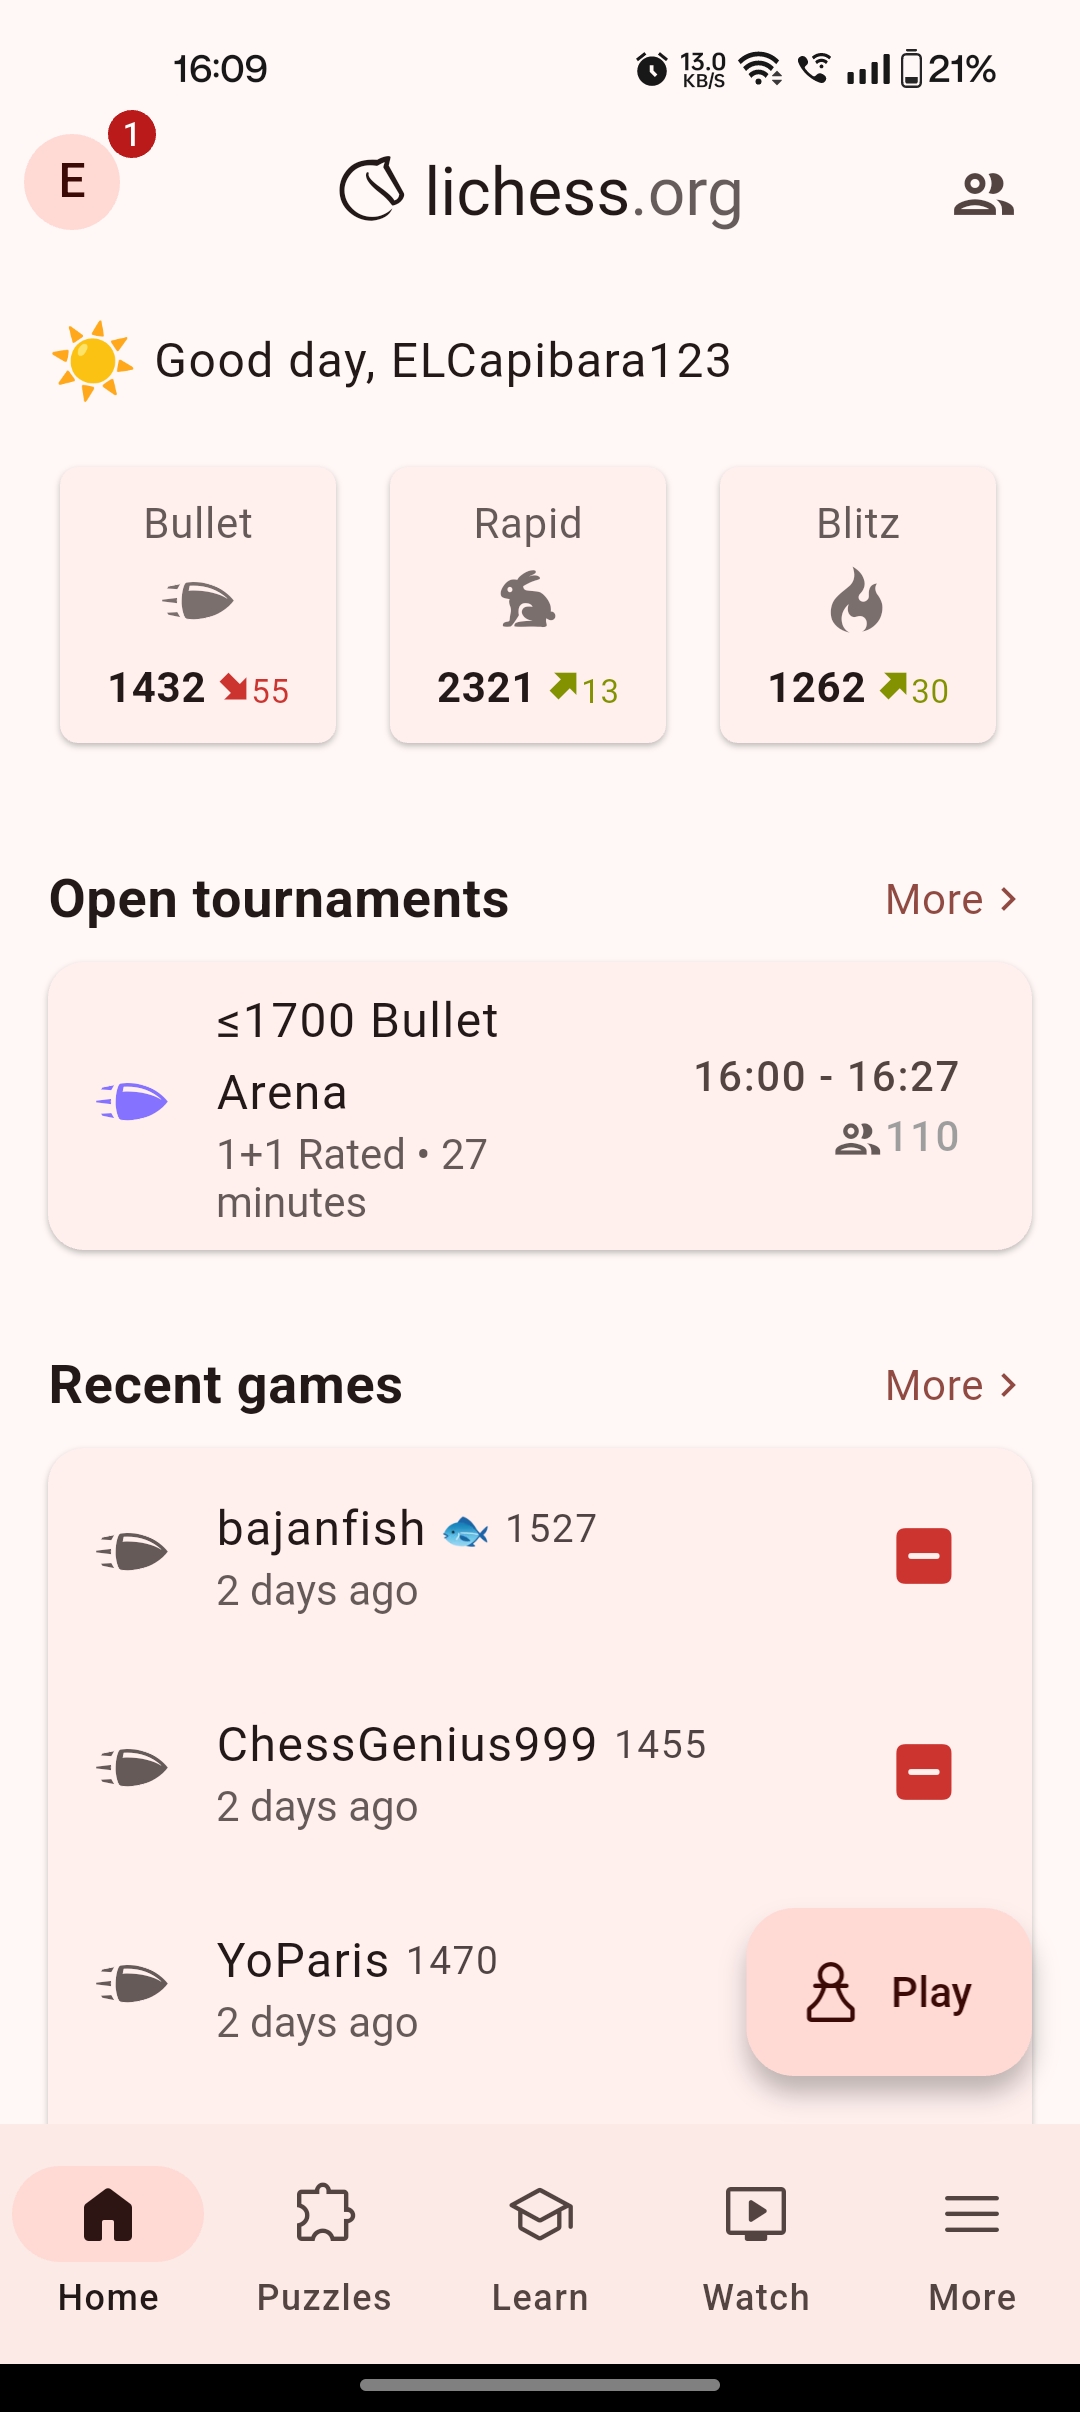 16:09
13.0
KB/S
21%
E
1
lichess.org
Good day, ELCapibara123
Bullet
1432 55
Rapid
2321 13
Blitz
1262 30
Open tournaments
More
≤1700 Bullet
Arena
1+1 Rated • 27
minutes
16:00 - 16:27
110
Recent games
More
bajanfish 1527
2 days ago
ChessGenius999 1455
2 days ago
YoParis 1470
2 days ago
Play
Home
Puzzles
Learn
Watch
More